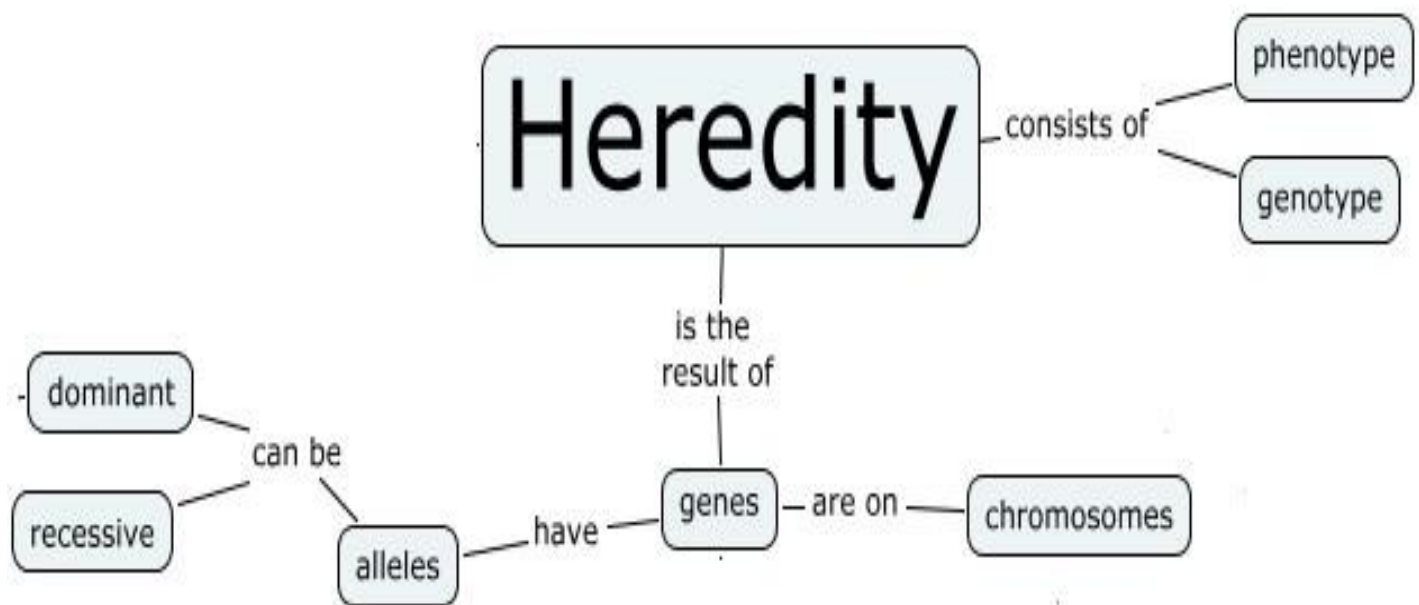 phenotype
Heredity
consists of
genotype
is the
result of
dominant
can be
recessive
genes
are on
chromosomes
have
alleles